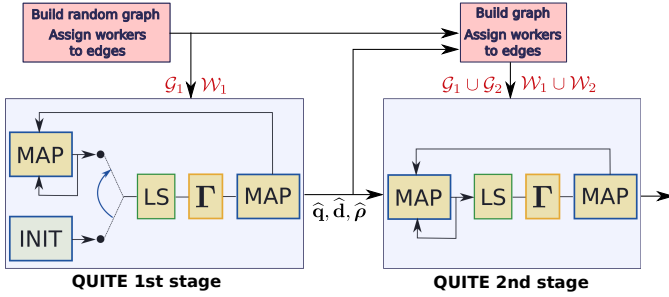 Build random graph
Assign workers
to edges
Build graph
Assign workers
to edges
𝒢₁ 𝒲₁
𝒢₁ ∪ 𝒢₂ 𝒲₁ ∪ 𝒲₂
MAP
INIT
LS
Γ
MAP
q̂, d̂, ρ̂
MAP
LS
Γ
MAP
QUITE 1st stage
QUITE 2nd stage